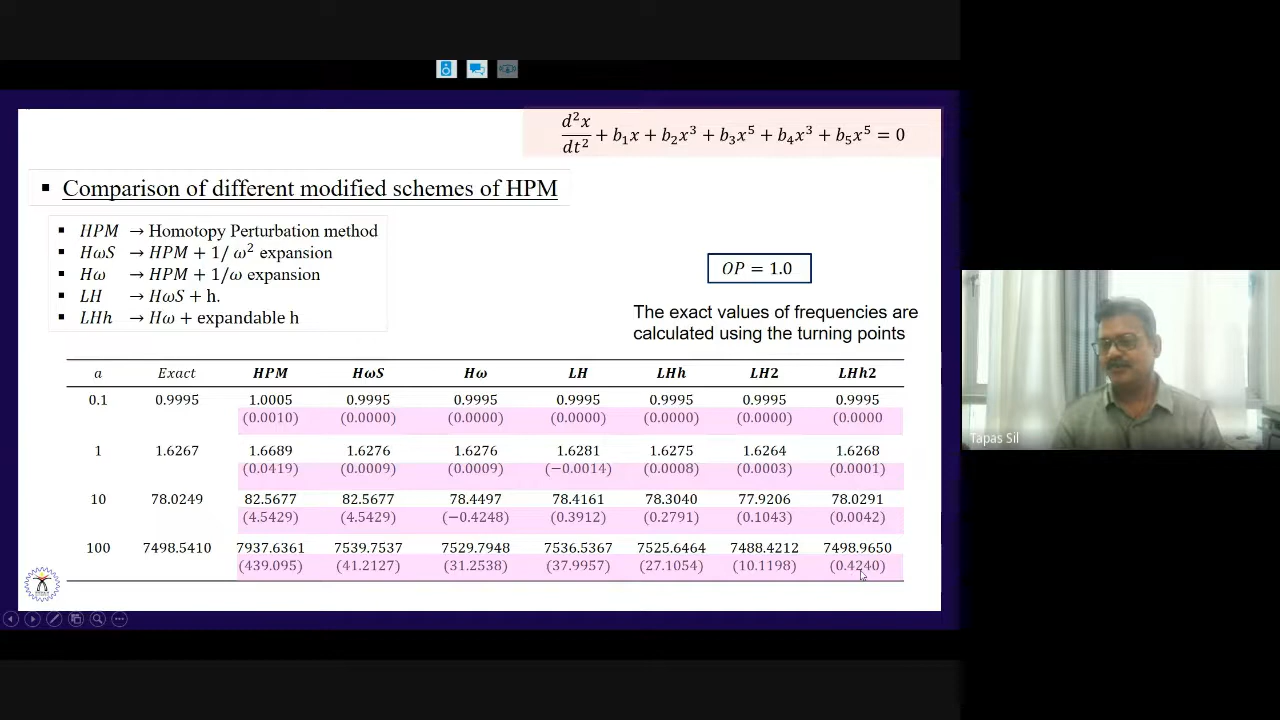 d²x/dt² + b₁x + b₂x³ + b₃x⁵ + b₄x³ + b₅x⁵ = 0
▪ Comparison of different modified schemes of HPM
▪ HPM → Homotopy Perturbation method
▪ HωS → HPM + 1/ ω² expansion
▪ Hω → HPM + 1/ω expansion
▪ LH → HωS + h.
▪ LHh → Hω + expandable h
OP = 1.0
The exact values of frequencies are
calculated using the turning points
a Exact HPM HωS Hω LH LHh LH2 LHh2
0.1 0.9995 1.0005 0.9995 0.9995 0.9995 0.9995 0.9995 0.9995
(0.0010) (0.0000) (0.0000) (0.0000) (0.0000) (0.0000) (0.0000
1 1.6267 1.6689 1.6276 1.6276 1.6281 1.6275 1.6264 1.6268
(0.0419) (0.0009) (0.0009) (−0.0014) (0.0008) (0.0003) (0.0001)
10 78.0249 82.5677 82.5677 78.4497 78.4161 78.3040 77.9206 78.0291
(4.5429) (4.5429) (−0.4248) (0.3912) (0.2791) (0.1043) (0.0042)
100 7498.5410 7937.6361 7539.7537 7529.7948 7536.5367 7525.6464 7488.4212 7498.9650
(439.095) (41.2127) (31.2538) (37.9957) (27.1054) (10.1198) (0.4240)
Tapas Sil